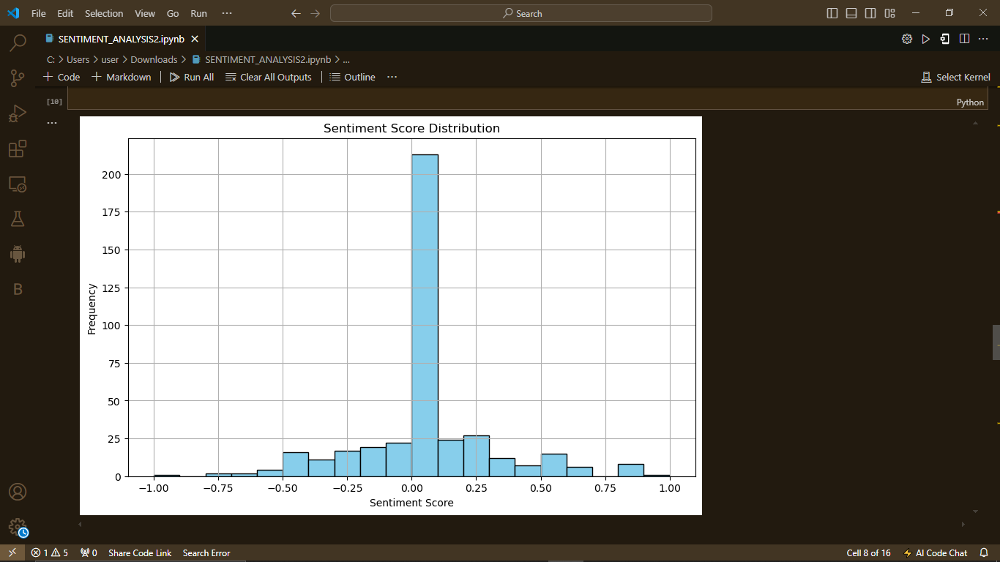 File Edit Selection View Go Run ··· Search
SENTIMENT_ANALYSIS2.ipynb
C: > Users > user > Downloads > SENTIMENT_ANALYSIS2.ipynb > ...
+ Code + Markdown Run All Clear All Outputs Outline ··· Select Kernel
[10] Python
...
Sentiment Score Distribution
200
175
150
125
100
75
50
25
0
Frequency
−1.00 −0.75 −0.50 −0.25 0.00 0.25 0.50 0.75 1.00
Sentiment Score
B
1 5 0 Share Code Link Search Error Cell 8 of 16 AI Code Chat